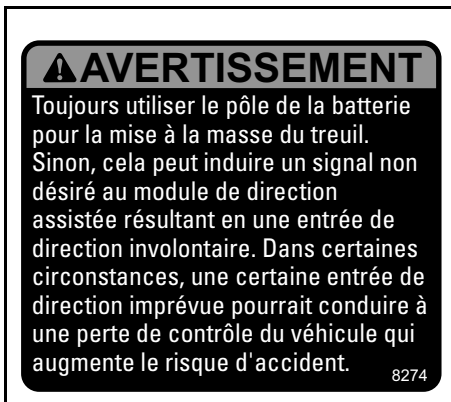 AVERTISSEMENT
Toujours utiliser le pôle de la batterie
pour la mise à la masse du treuil.
Sinon, cela peut induire un signal non
désiré au module de direction
assistée résultant en une entrée de
direction involontaire. Dans certaines
circonstances, une certaine entrée de
direction imprévue pourrait conduire à
une perte de contrôle du véhicule qui
augmente le risque d'accident.
8274